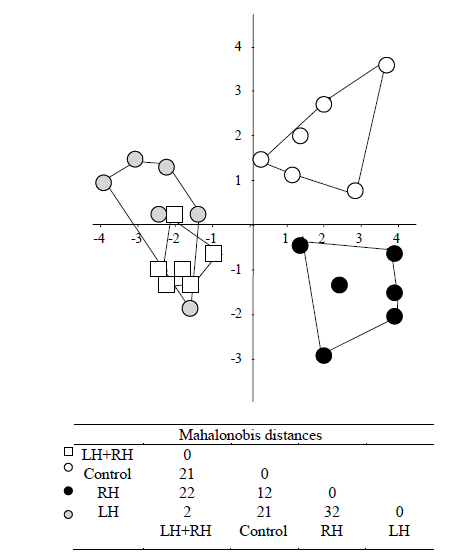 4
3
2
1
-4 -3 -2 -1 1 2 3 4
-1
-2
-3
Mahalonobis distances
LH+RH 0
Control 21 0
RH 22 12 0
LH 2 21 32 0
LH+RH Control RH LH